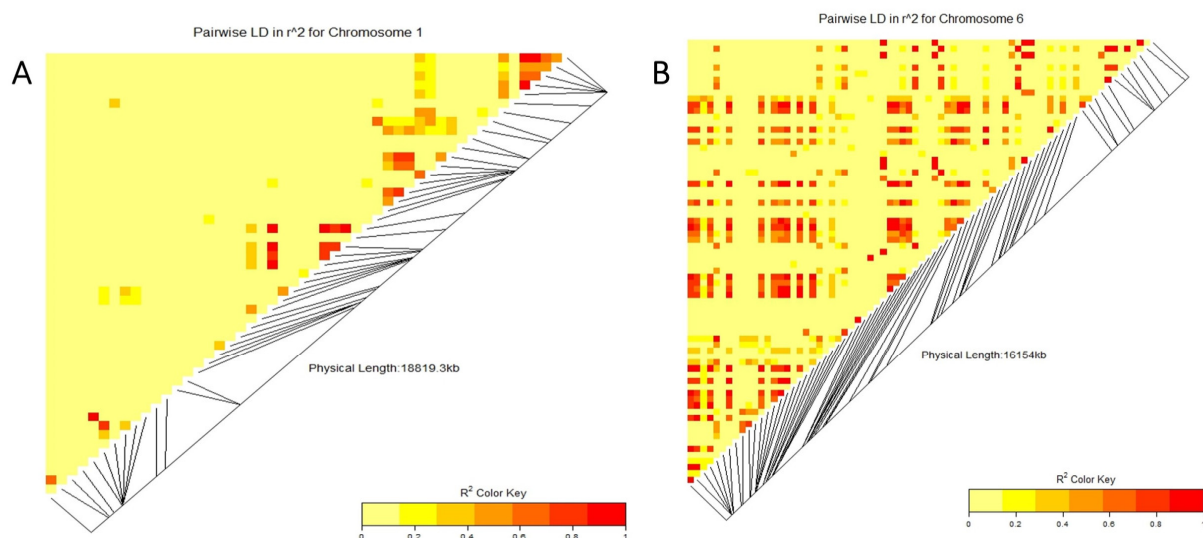 A
Pairwise LD in r^2 for Chromosome 1
Physical Length:18819.3kb
R² Color Key
0 0.2 0.4 0.6 0.8 1
B
Pairwise LD in r^2 for Chromosome 6
Physical Length:16154kb
R² Color Key
0 0.2 0.4 0.6 0.8